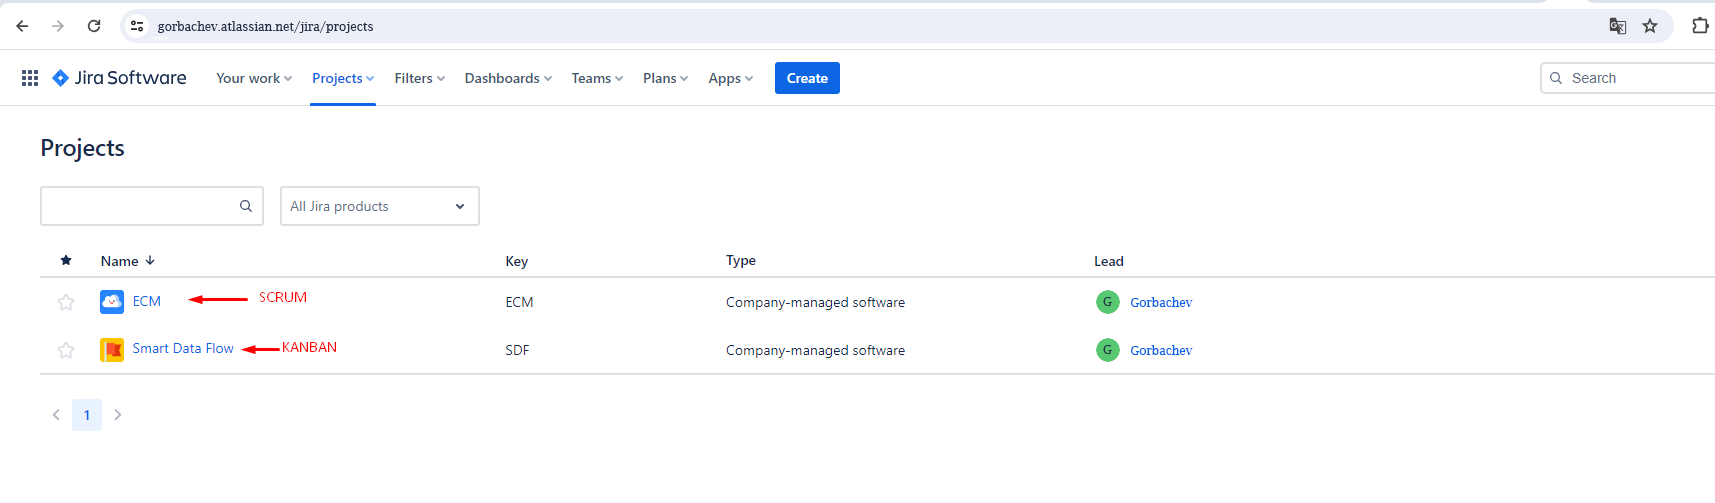 gorbachev.atlassian.net/jira/projects
Jira Software Your work Projects Filters Dashboards Teams Plans Apps Create Search
Projects
All Jira products
Name Key Type Lead
ECM SCRUM ECM Company-managed software G Gorbachev
Smart Data Flow KANBAN SDF Company-managed software G Gorbachev
1